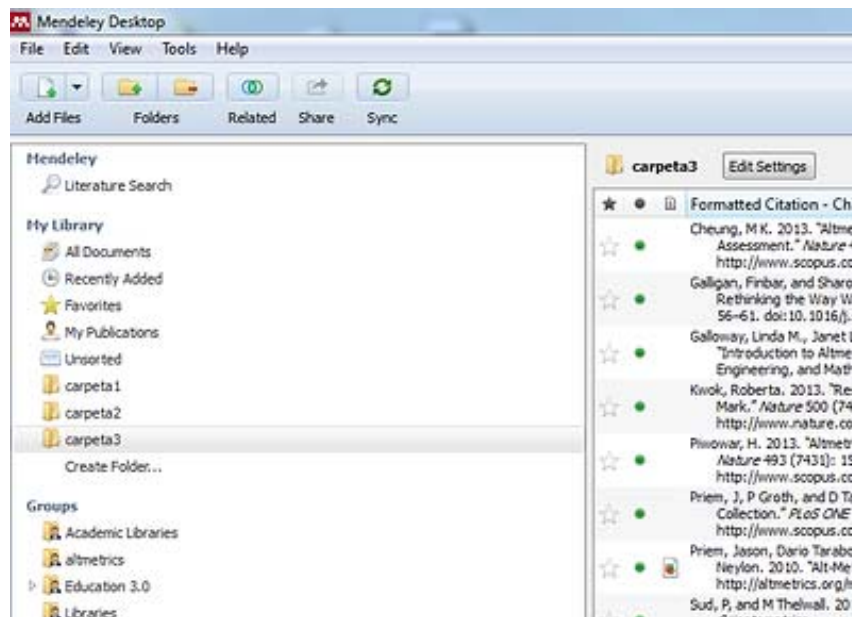 Mendeley Desktop
File Edit View Tools Help
Add Files Folders Related Share Sync
Mendeley
Literature Search
My Library
All Documents
Recently Added
Favorites
My Publications
Unsorted
carpeta1
carpeta2
carpeta3
Create Folder...
Groups
Academic Libraries
altmetrics
Education 3.0
Libraries
carpeta3 Edit Settings
Formatted Citation - Ch
Cheung, M K. 2013. "Altme
Assessment." Nature 4
http://www.scopus.co
Galligan, Finbar, and Sharo
Rethinking the Way W
56–61. doi:10.1016/j.
Galloway, Linda M., Janet L
"Introduction to Altme
Engineering, and Math
Kwok, Roberta. 2013. "Re
Mark." Nature 500 (74
http://www.nature.co
Piwowar, H. 2013. "Altmetr
Nature 493 (7431): 15
http://www.scopus.co
Priem, J, P Groth, and D Ta
Collection." PLoS ONE
http://www.scopus.co
Priem, Jason, Dario Tarabo
Neylon. 2010. "Alt-Me
http://altmetrics.org/m
Sud, P, and M Thelwall. 20